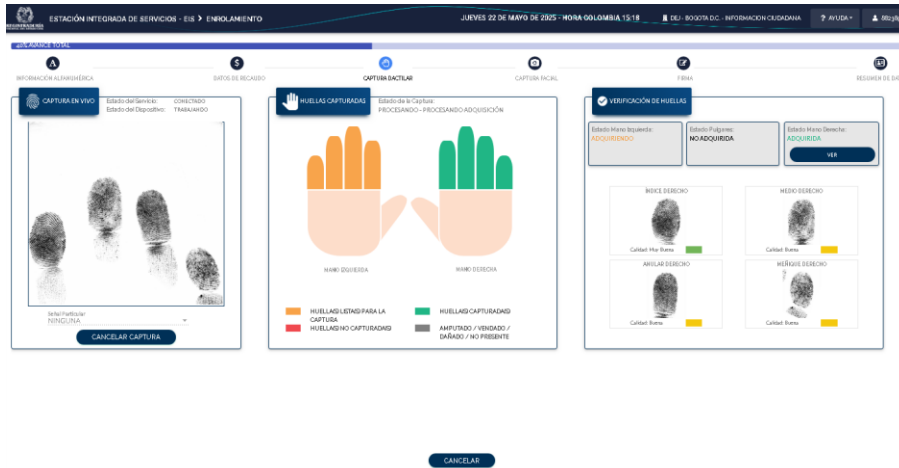 ESTACIÓN INTEGRADA DE SERVICIOS - EIS > ENROLAMIENTO
JUEVES 22 DE MAYO DE 2025 - HORA COLOMBIA 15:18
DIU - BOGOTA D.C. - INFORMACION CIUDADANA
? AYUDA
AVANCE TOTAL
INFORMACIÓN ALFANUMÉRICA
DATOS DE RECAUDO
CAPTURA DACTILAR
CAPTURA FACIAL
FIRMA
RESUMEN DE
CAPTURA EN VIVO
Estado del Servicio: CONECTADO
Estado del Dispositivo: TRABAJANDO
Señal Particular
NINGUNA
CANCELAR CAPTURA
HUELLAS CAPTURADAS
Estado de la Captura:
PROCESANDO - PROCESANDO ADQUISICIÓN
MANO IZQUIERDA
MANO DERECHA
HUELLA(S) LISTA(S) PARA LA CAPTURA
HUELLA(S) NO CAPTURADA(S)
HUELLA(S) CAPTURADA(S)
AMPUTADO / VENDADO /
DAÑADO / NO PRESENTE
VERIFICACIÓN DE HUELLAS
Estado Mano Izquierda:
ADQUIRIENDO
Estado Pulgares:
NO ADQUIRIDA
Estado Mano Derecha:
ADQUIRIDA
VER
ÍNDICE DERECHO
Calidad: Muy Buena
MEDIO DERECHO
Calidad: Buena
ANULAR DERECHO
Calidad: Buena
MEÑIQUE DERECHO
Calidad: Buena
CANCELAR